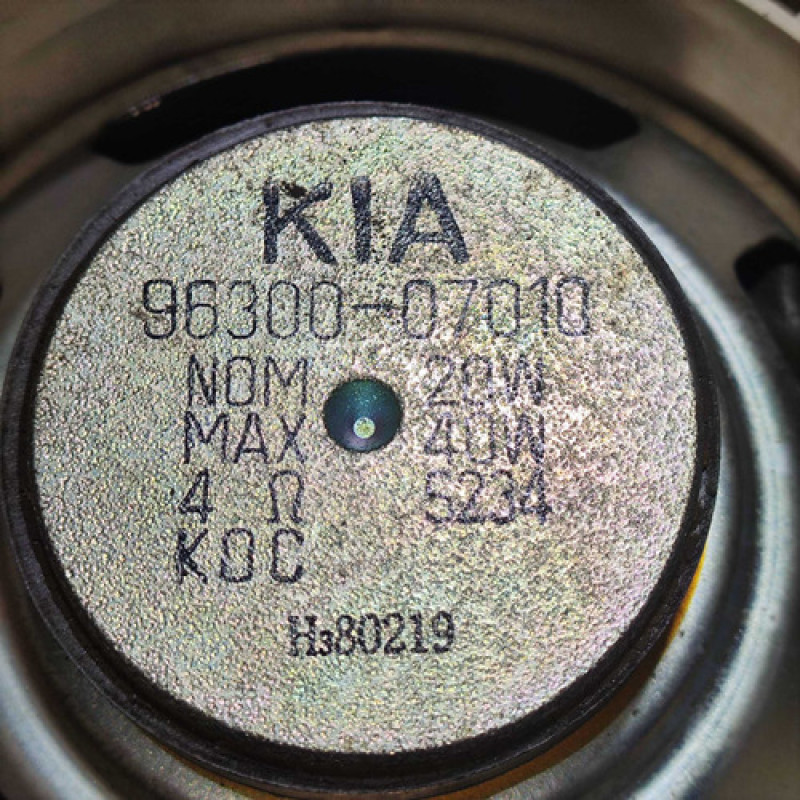 KIA
96300-07010
NOM 20W
MAX 40W
4 Ω 5234
KOC
H₃80219